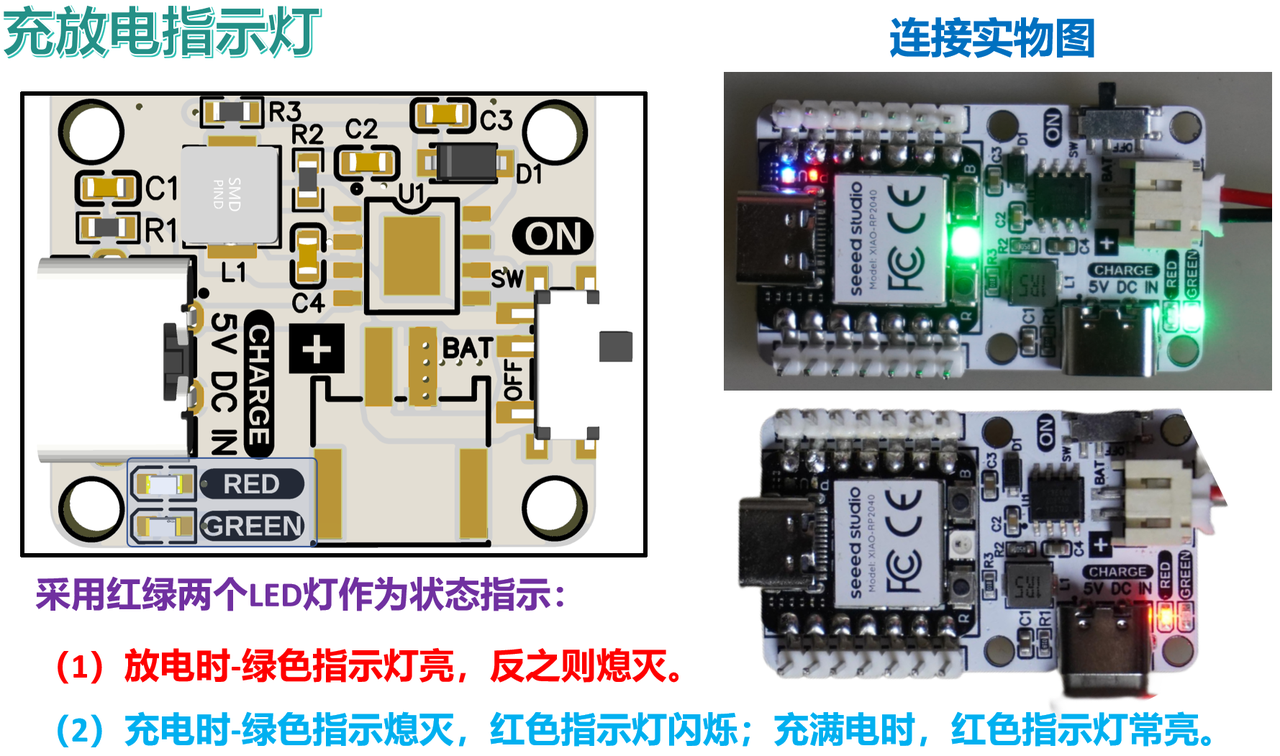 充放电指示灯
连接实物图
R3
R2
C2
C3
D1
C1
U1
R1
SMD
PIND
L1
C4
ON
SW
5V DC IN
CHARGE
+
BAT
OFF
RED
GREEN
ON
OFF
SW
D1
C3
BAT
B
seeed studio
Model: XIAO-RP2040
FCC CE
C2
R2
C4
+
R3
1R5
L1
CHARGE
5V DC IN
RED
GREEN
R
C1
R1
ON
OFF
SW
D1
C3
BAT
B
seeed studio
Model: XIAO-RP2040
FCC CE
C2
R2
C4
+
R3
1R5
L1
CHARGE
5V DC IN
RED
GREEN
R
C1
R1
采用红绿两个LED灯作为状态指示：
（1）放电时-绿色指示灯亮，反之则熄灭。
（2）充电时-绿色指示熄灭，红色指示灯闪烁；充满电时，红色指示灯常亮。